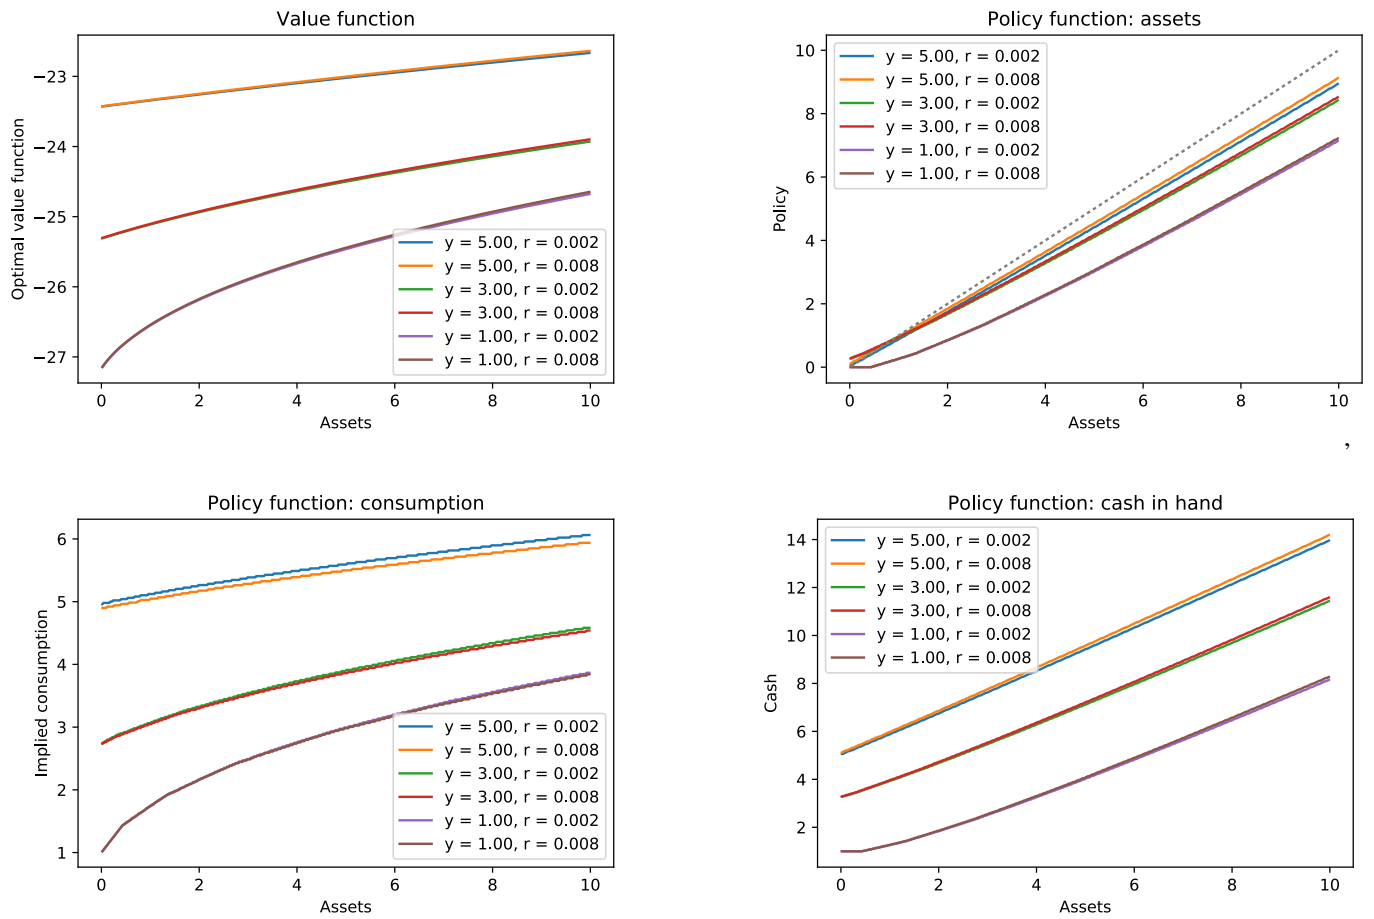 Value function
Optimal value function
−23
−24
−25
−26
−27
y = 5.00, r = 0.002
y = 5.00, r = 0.008
y = 3.00, r = 0.002
y = 3.00, r = 0.008
y = 1.00, r = 0.002
y = 1.00, r = 0.008
0 2 4 6 8 10
Assets
Policy function: assets
Policy
10
8
6
4
2
0
y = 5.00, r = 0.002
y = 5.00, r = 0.008
y = 3.00, r = 0.002
y = 3.00, r = 0.008
y = 1.00, r = 0.002
y = 1.00, r = 0.008
0 2 4 6 8 10
Assets
,
Policy function: consumption
Implied consumption
6
5
4
3
2
1
y = 5.00, r = 0.002
y = 5.00, r = 0.008
y = 3.00, r = 0.002
y = 3.00, r = 0.008
y = 1.00, r = 0.002
y = 1.00, r = 0.008
0 2 4 6 8 10
Assets
Policy function: cash in hand
Cash
14
12
10
8
6
4
2
y = 5.00, r = 0.002
y = 5.00, r = 0.008
y = 3.00, r = 0.002
y = 3.00, r = 0.008
y = 1.00, r = 0.002
y = 1.00, r = 0.008
0 2 4 6 8 10
Assets